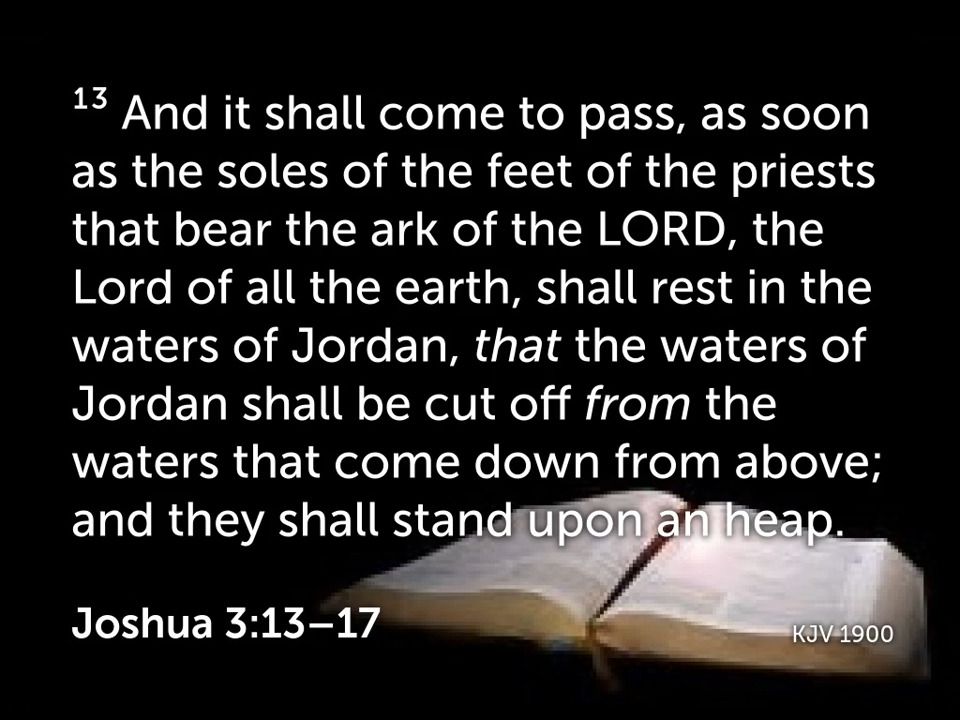 13 And it shall come to pass, as soon
as the soles of the feet of the priests
that bear the ark of the LORD, the
Lord of all the earth, shall rest in the
waters of Jordan, that the waters of
Jordan shall be cut off from the
waters that come down from above;
and they shall stand upon an heap.
Joshua 3:13–17
KJV 1900